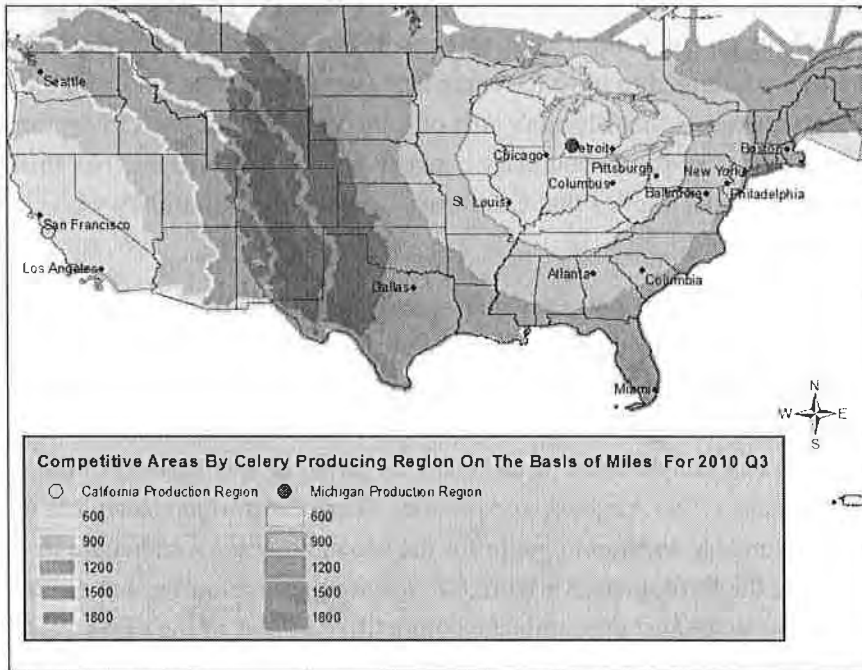 Seattle
Boston
Detroit
Chicago
Pittsburgh
New York
Columbus
St. Louis
Baltimore
Philadelphia
San Francisco
Los Angeles
Atlanta
Columbia
Dallas
Miami
N
W E
S
Competitive Areas By Celery Producing Region On The Basis of Miles For 2010 Q3
California Production Region Michigan Production Region
600 600
900 900
1200 1200
1500 1500
1800 1800